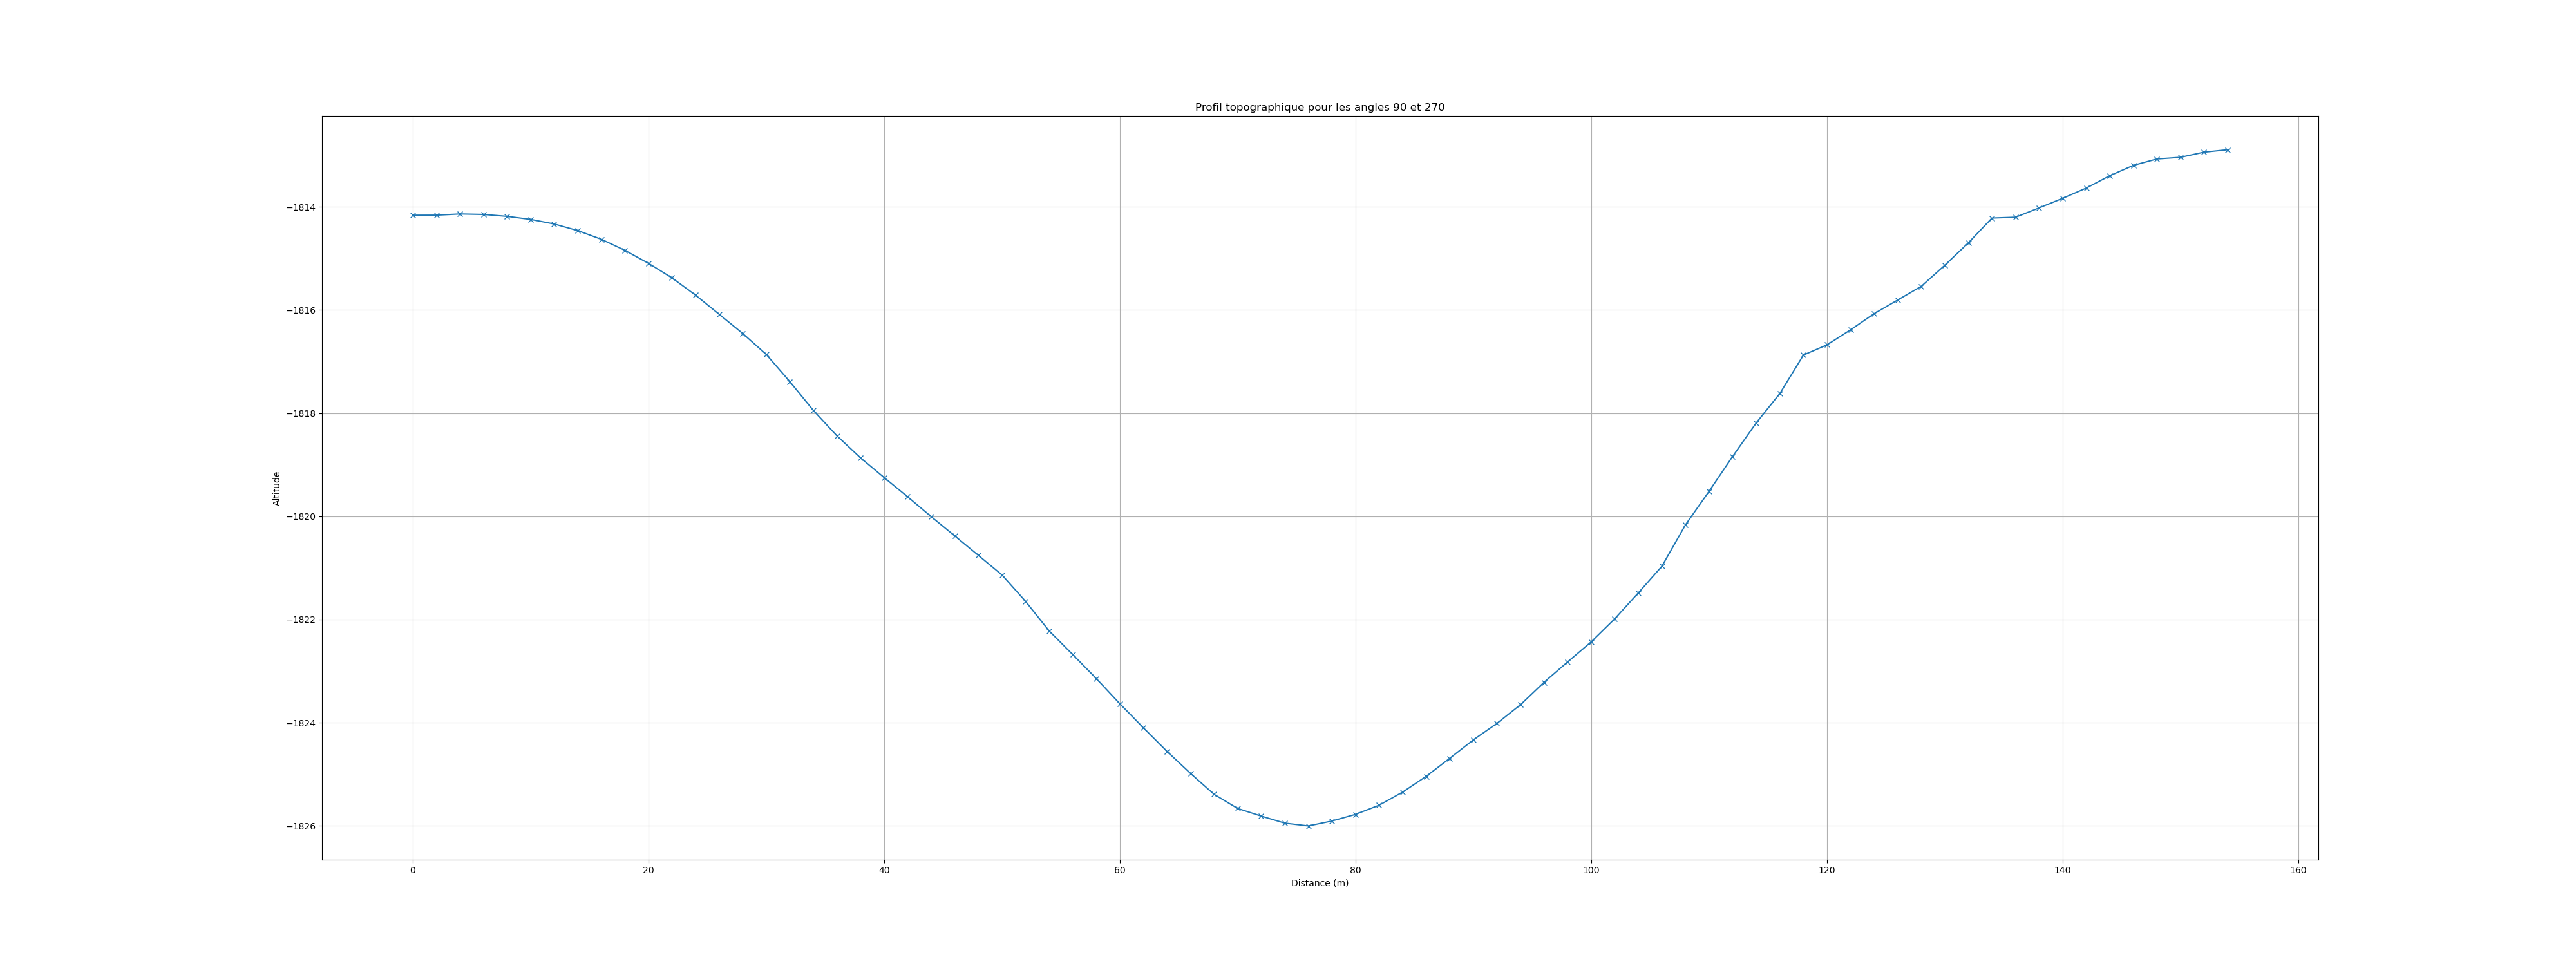 Profil topographique pour les angles 90 et 270
−1814
−1816
−1818
−1820
−1822
−1824
−1826
Altitude
0 20 40 60 80 100 120 140 160
Distance (m)